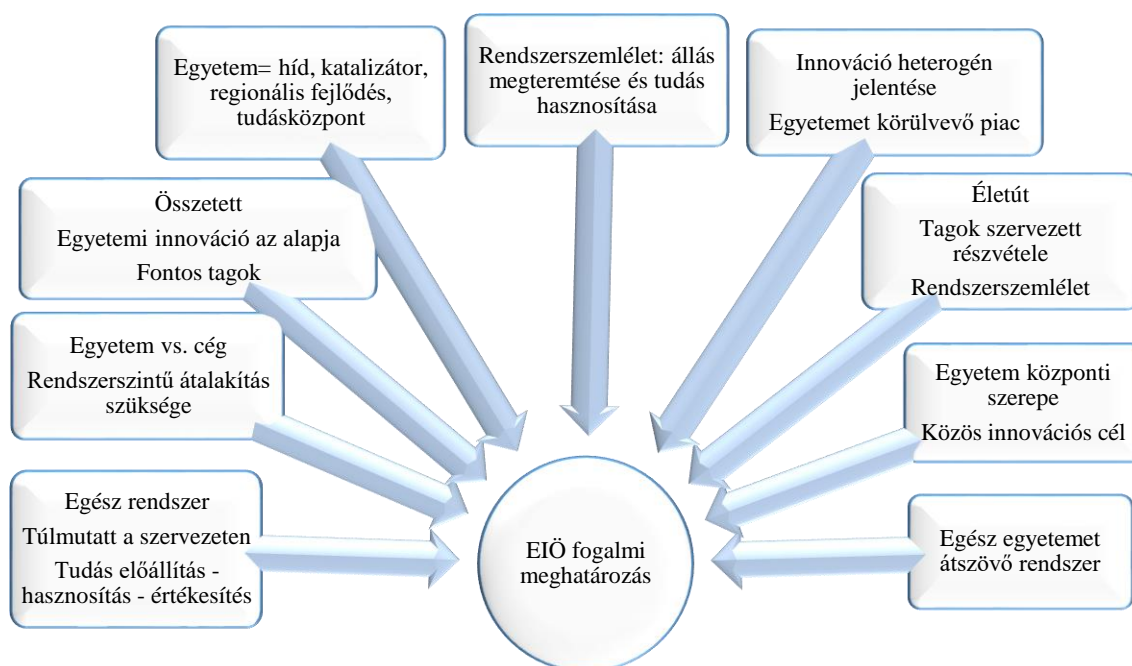 Egyetem= híd, katalizátor,
regionális fejlődés,
tudásközpont
Rendszerszemlélet: állás
megteremtése és tudás
hasznosítása
Innováció heterogén
jelentése
Egyetemet körülvevő piac
Összetett
Egyetemi innováció az alapja
Fontos tagok
Életút
Tagok szervezett
részvétele
Rendszerszemlélet
Egyetem vs. cég
Rendszerszintű átalakítás
szüksége
Egyetem központi
szerepe
Közös innovációs cél
Egész rendszer
Túlmutatt a szervezeten
Tudás előállítás -
hasznosítás - értékesítés
EIÖ fogalmi
meghatározás
Egész egyetemet
átszövő rendszer